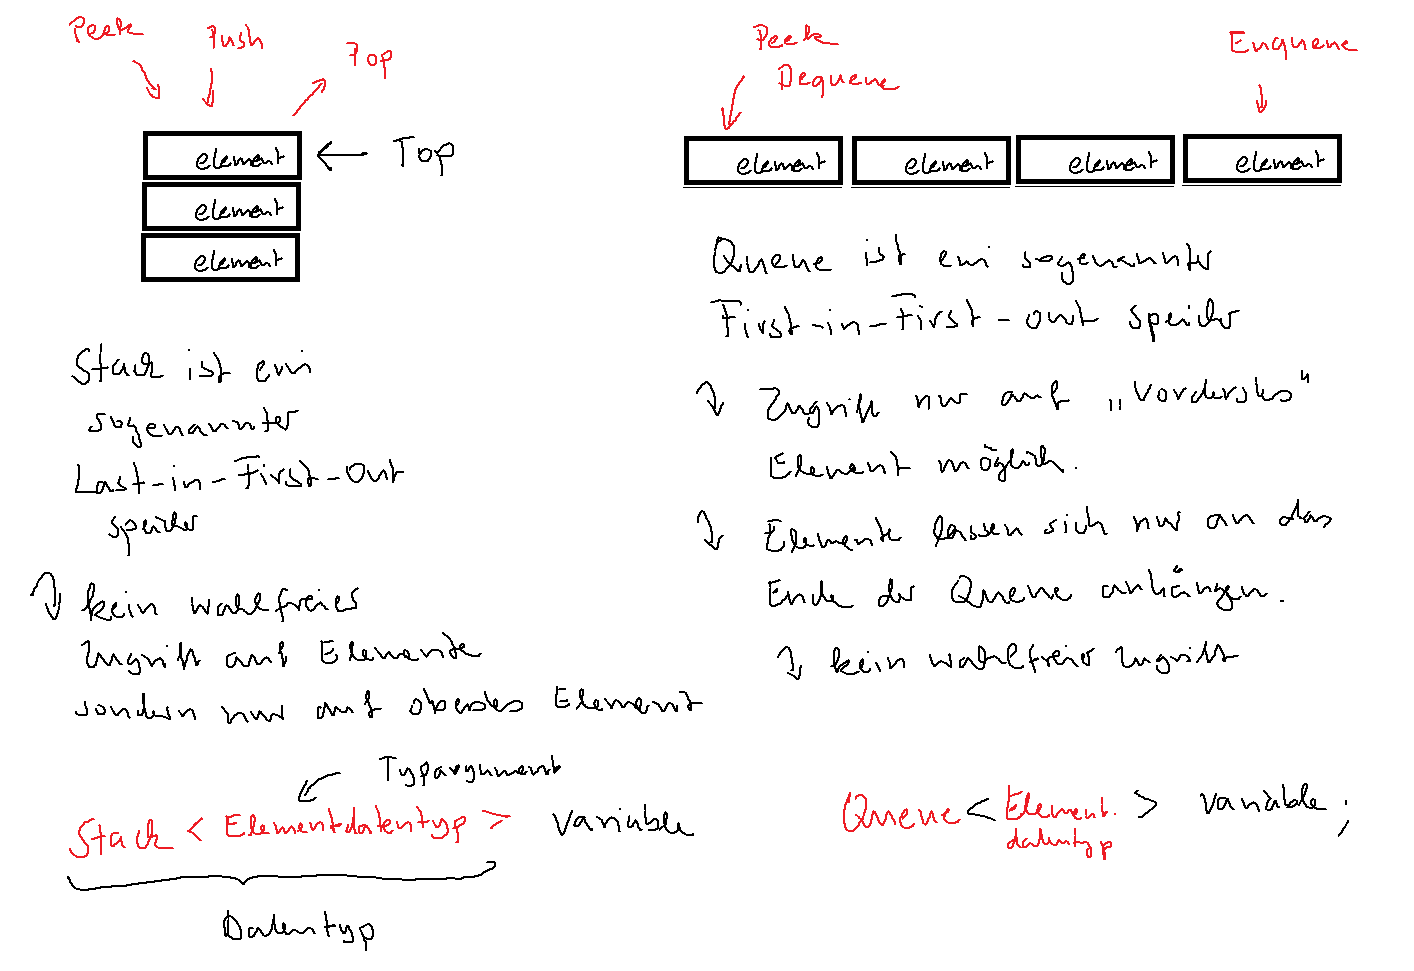 Peek
Push
Pop
element
Top
element
element
Stack ist ein
sogenannter
Last-in-First-Out
speicher
kein wahlfreies
Zugriff auf Elemente
sondern nur auf oberstes Element
Typargument
Stack < Elementdatentyp > Variable
Datentyp
Peek
Dequeue
Enqueue
element element element element
Queue ist ein sogenannter
First-in-First-out speicher
Zugriff nur auf „Vorderstes"
Element möglich.
Elemente lassen sich nur an das
Ende der Queue anhängen.
kein wahlfreier Zugriff
Queue < Element- > Variable;
datentyp